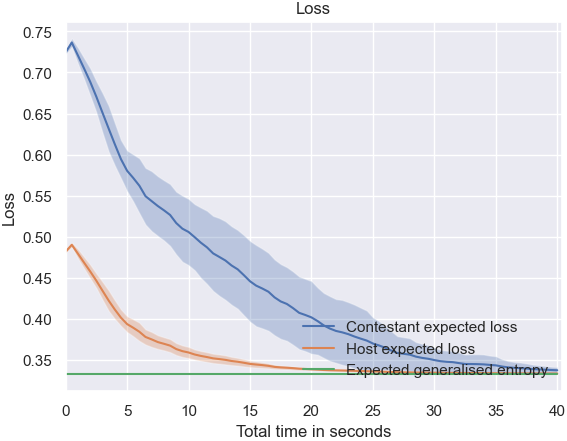 Loss
0.75
0.70
0.65
0.60
0.55
0.50
0.45
0.40
0.35
Loss
Contestant expected loss
Host expected loss
Expected generalised entropy
0 5 10 15 20 25 30 35 40
Total time in seconds